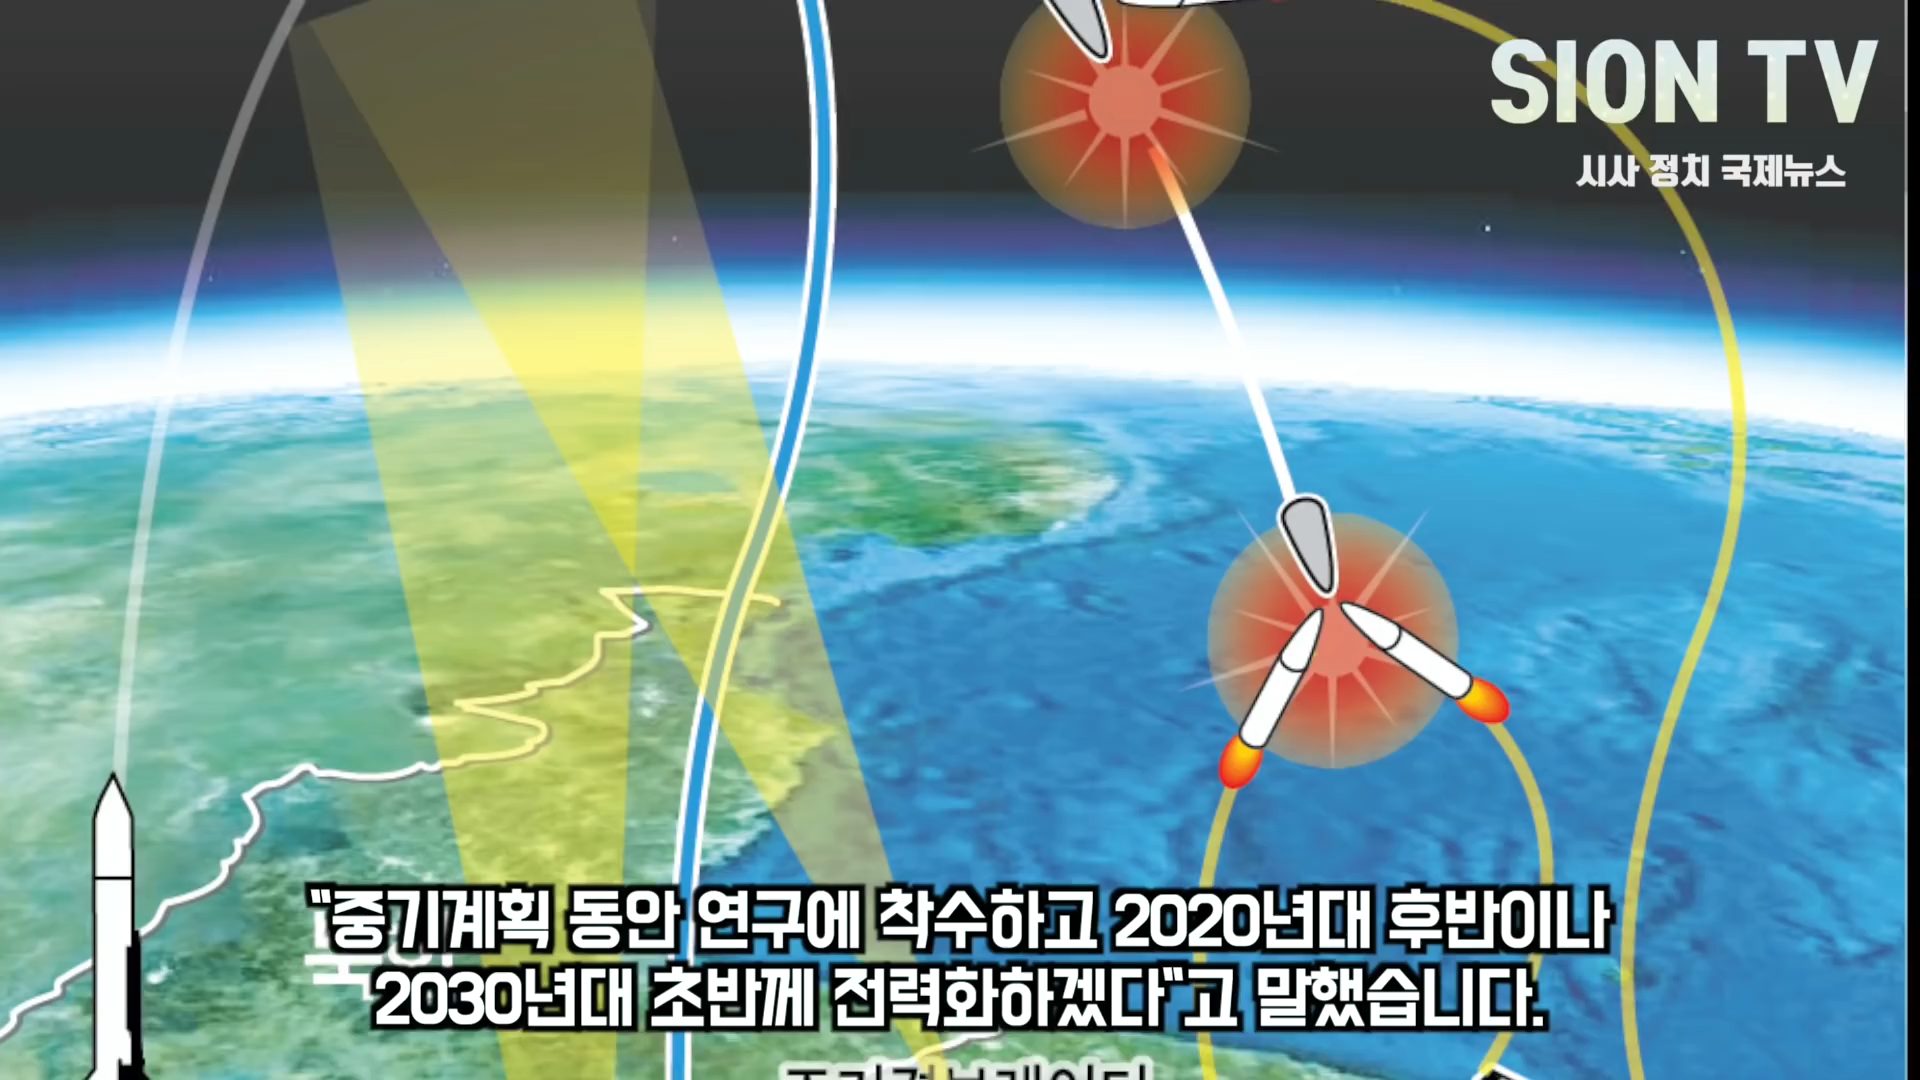 SION TV
시사 정치 국제뉴스
"중기계획 동안 연구에 착수하고 2020년대 후반이나
2030년대 초반께 전력화하겠다"고 말했습니다.